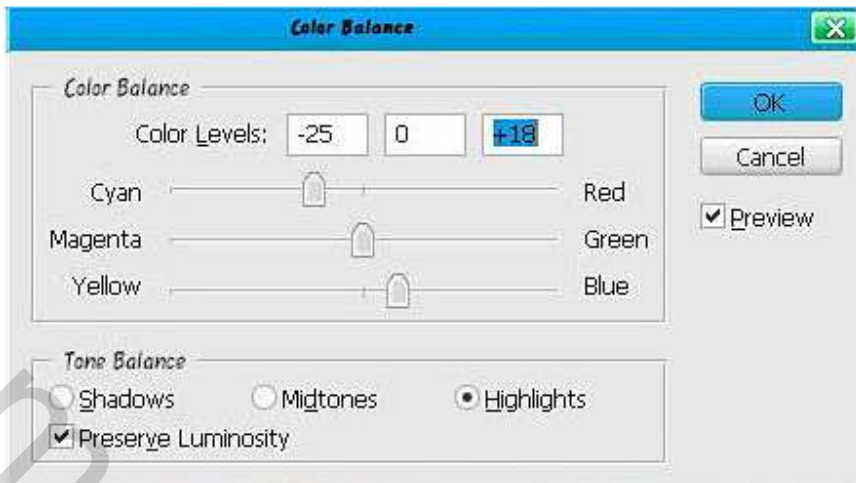 Color Balance
Color Balance
Color Levels: -25 0 +18
OK
Cancel
Cyan Red
Preview
Magenta Green
Yellow Blue
Tone Balance
Shadows Midtones Highlights
Preserve Luminosity